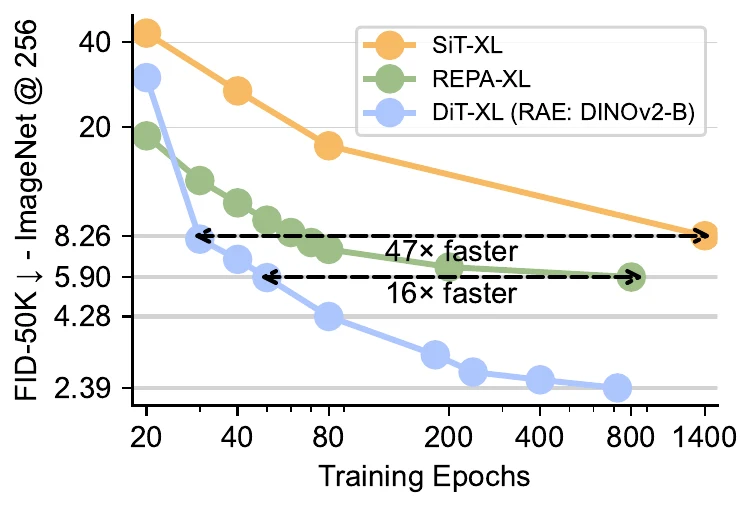 FID-50K ↓ - ImageNet @ 256
40
20
8.26
5.90
4.28
2.39
SiT-XL
REPA-XL
DiT-XL (RAE: DINOv2-B)
47× faster
16× faster
20 40 80 200 400 800 1400
Training Epochs